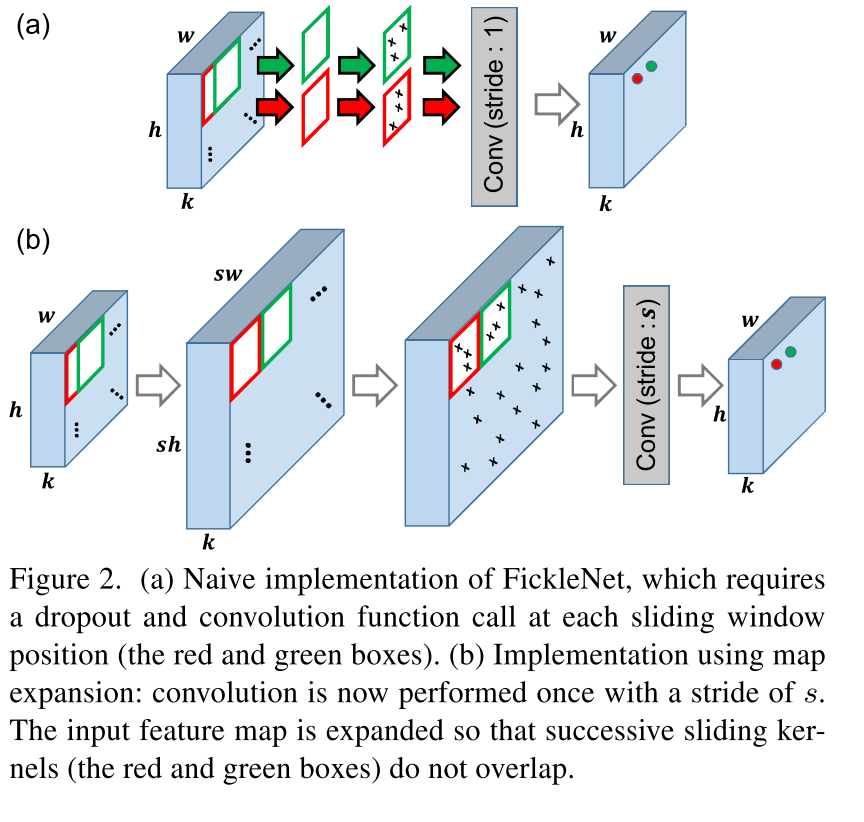 (a)
w
h
k
Conv (stride : 1)
w
h
k
(b)
w
h
k
sw
sh
k
Conv (stride : s)
w
h
k
Figure 2. (a) Naive implementation of FickleNet, which requires
a dropout and convolution function call at each sliding window
position (the red and green boxes). (b) Implementation using map
expansion: convolution is now performed once with a stride of s.
The input feature map is expanded so that successive sliding ker-
nels (the red and green boxes) do not overlap.